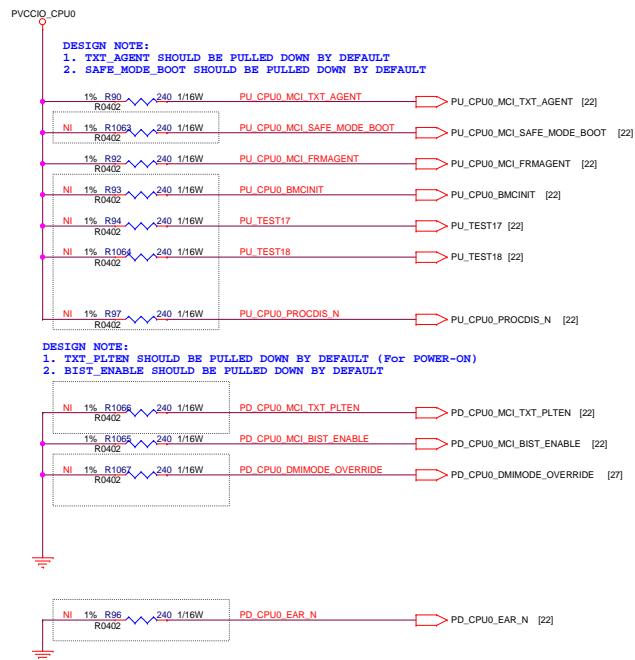 PVCCIO_CPU0
DESIGN NOTE:
1. TXT_AGENT SHOULD BE PULLED DOWN BY DEFAULT
2. SAFE_MODE_BOOT SHOULD BE PULLED DOWN BY DEFAULT
1% R90 240 1/16W PU_CPU0_MCI_TXT_AGENT PU_CPU0_MCI_TXT_AGENT [22]
R0402
NI 1% R1063 240 1/16W PU_CPU0_MCI_SAFE_MODE_BOOT PU_CPU0_MCI_SAFE_MODE_BOOT [22]
R0402
1% R92 240 1/16W PU_CPU0_MCI_FRMAGENT PU_CPU0_MCI_FRMAGENT [22]
R0402
NI 1% R93 240 1/16W PU_CPU0_BMCINIT PU_CPU0_BMCINIT [22]
R0402
NI 1% R94 240 1/16W PU_TEST17 PU_TEST17 [22]
R0402
NI 1% R1064 240 1/16W PU_TEST18 PU_TEST18 [22]
R0402
NI 1% R97 240 1/16W PU_CPU0_PROCDIS_N PU_CPU0_PROCDIS_N [22]
R0402
DESIGN NOTE:
1. TXT_PLTEN SHOULD BE PULLED DOWN BY DEFAULT (For POWER-ON)
2. BIST_ENABLE SHOULD BE PULLED DOWN BY DEFAULT
NI 1% R1066 240 1/16W PD_CPU0_MCI_TXT_PLTEN PD_CPU0_MCI_TXT_PLTEN [22]
R0402
1% R1065 240 1/16W PD_CPU0_MCI_BIST_ENABLE PD_CPU0_MCI_BIST_ENABLE [22]
R0402
NI 1% R1067 240 1/16W PD_CPU0_DMIMODE_OVERRIDE PD_CPU0_DMIMODE_OVERRIDE [27]
R0402
NI 1% R96 240 1/16W PD_CPU0_EAR_N PD_CPU0_EAR_N [22]
R0402